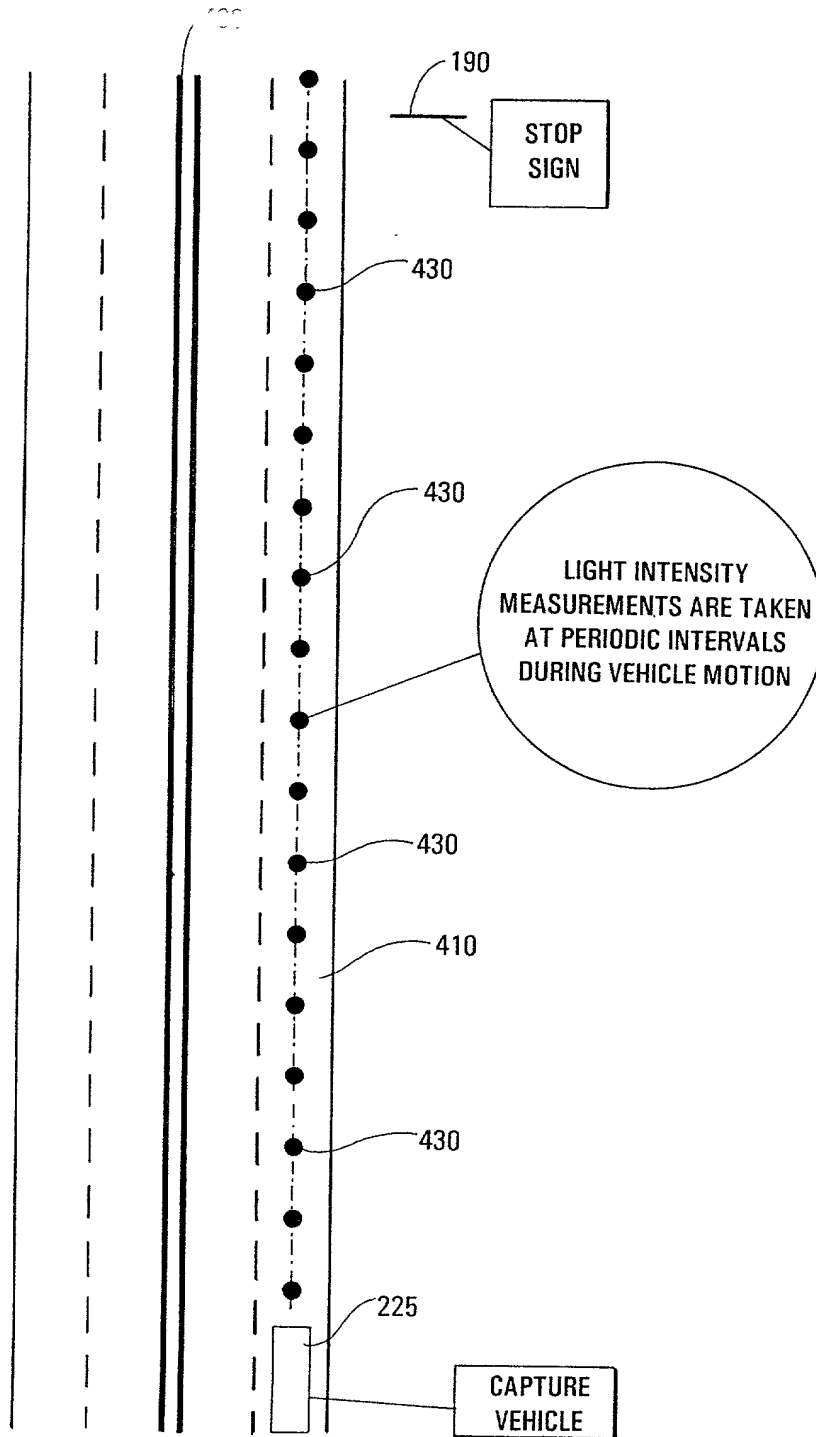 190
STOP
SIGN
430
430
LIGHT INTENSITY
MEASUREMENTS ARE TAKEN
AT PERIODIC INTERVALS
DURING VEHICLE MOTION
430
410
430
225
CAPTURE
VEHICLE